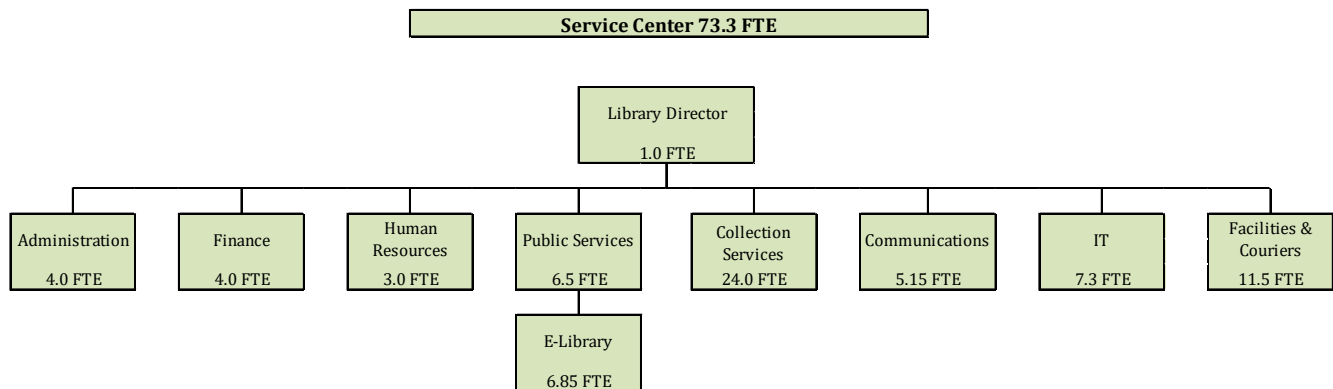 Service Center 73.3 FTE
Library Director
1.0 FTE
Administration
4.0 FTE
Finance
4.0 FTE
Human
Resources
3.0 FTE
Public Services
6.5 FTE
Collection
Services
24.0 FTE
Communications
5.15 FTE
IT
7.3 FTE
Facilities &
Couriers
11.5 FTE
E-Library
6.85 FTE